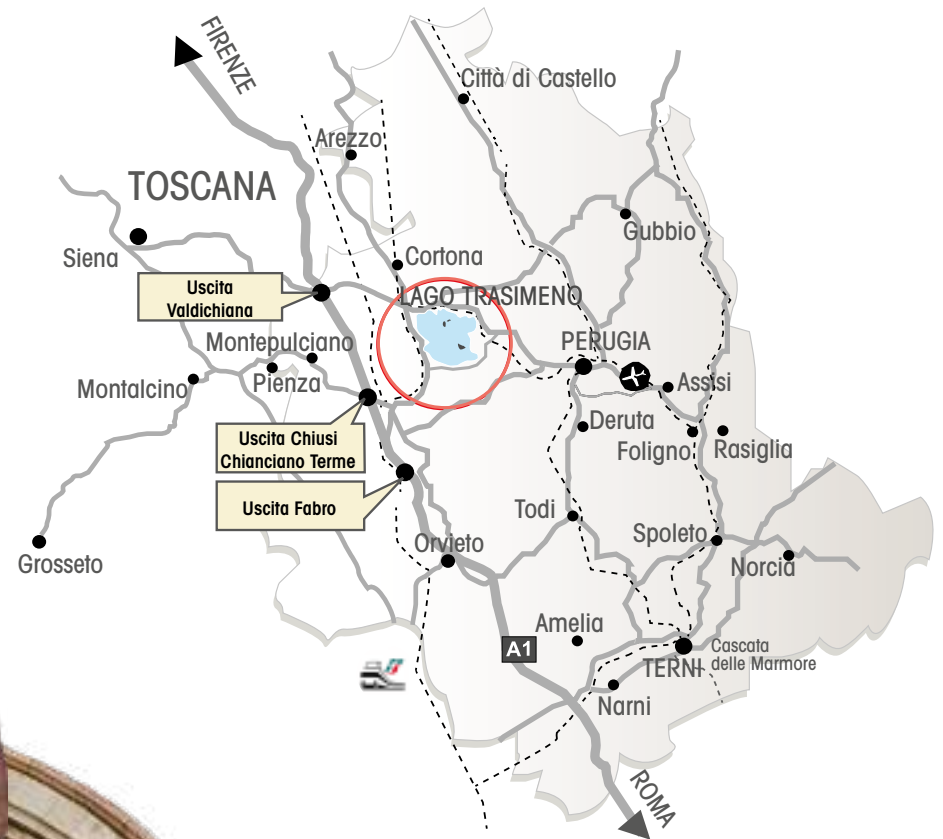 FIRENZE
Città di Castello
Arezzo
TOSCANA
Gubbio
Siena
Cortona
Uscita
Valdichiana
LAGO TRASIMENO
Montepulciano
PERUGIA
Pienza
Montalcino
Assisi
Deruta
Uscita Chiusi
Chianciano Terme
Foligno
Rasiglia
Uscita Fabro
Todi
Spoleto
Orvieto
Grosseto
Norcia
Amelia
A1
Cascata
delle Marmore
TERNI
Narni
ROMA